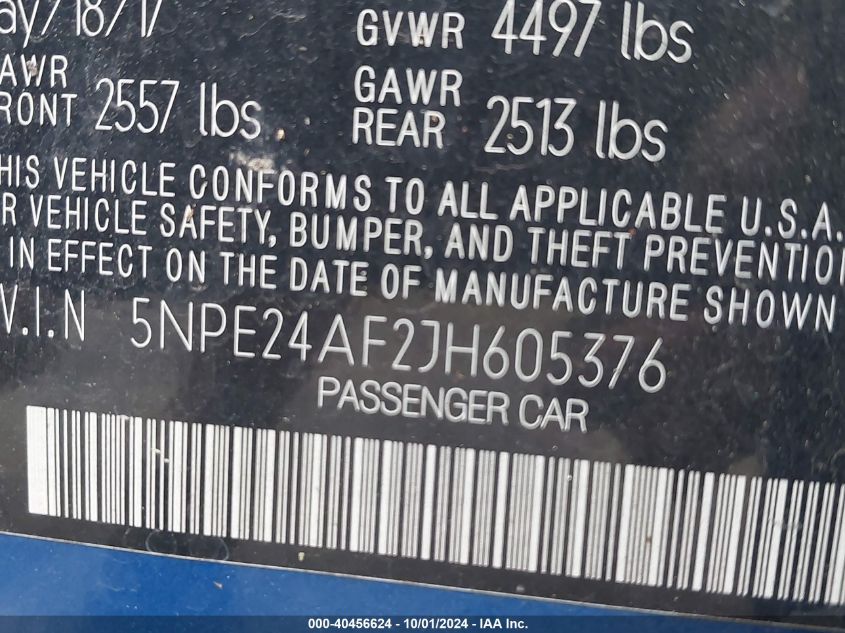 ay/18/17 GVWR 4497 lbs
AWR GAWR
RONT 2557 lbs REAR 2513 lbs
HIS VEHICLE CONFORMS TO ALL APPLICABLE U.S.A.
R VEHICLE SAFETY, BUMPER, AND THEFT PREVENTION
IN EFFECT ON THE DATE OF MANUFACTURE SHOWN
V.I.N 5NPE24AF2JH605376
PASSENGER CAR
000-40456624 - 10/01/2024 - IAA Inc.